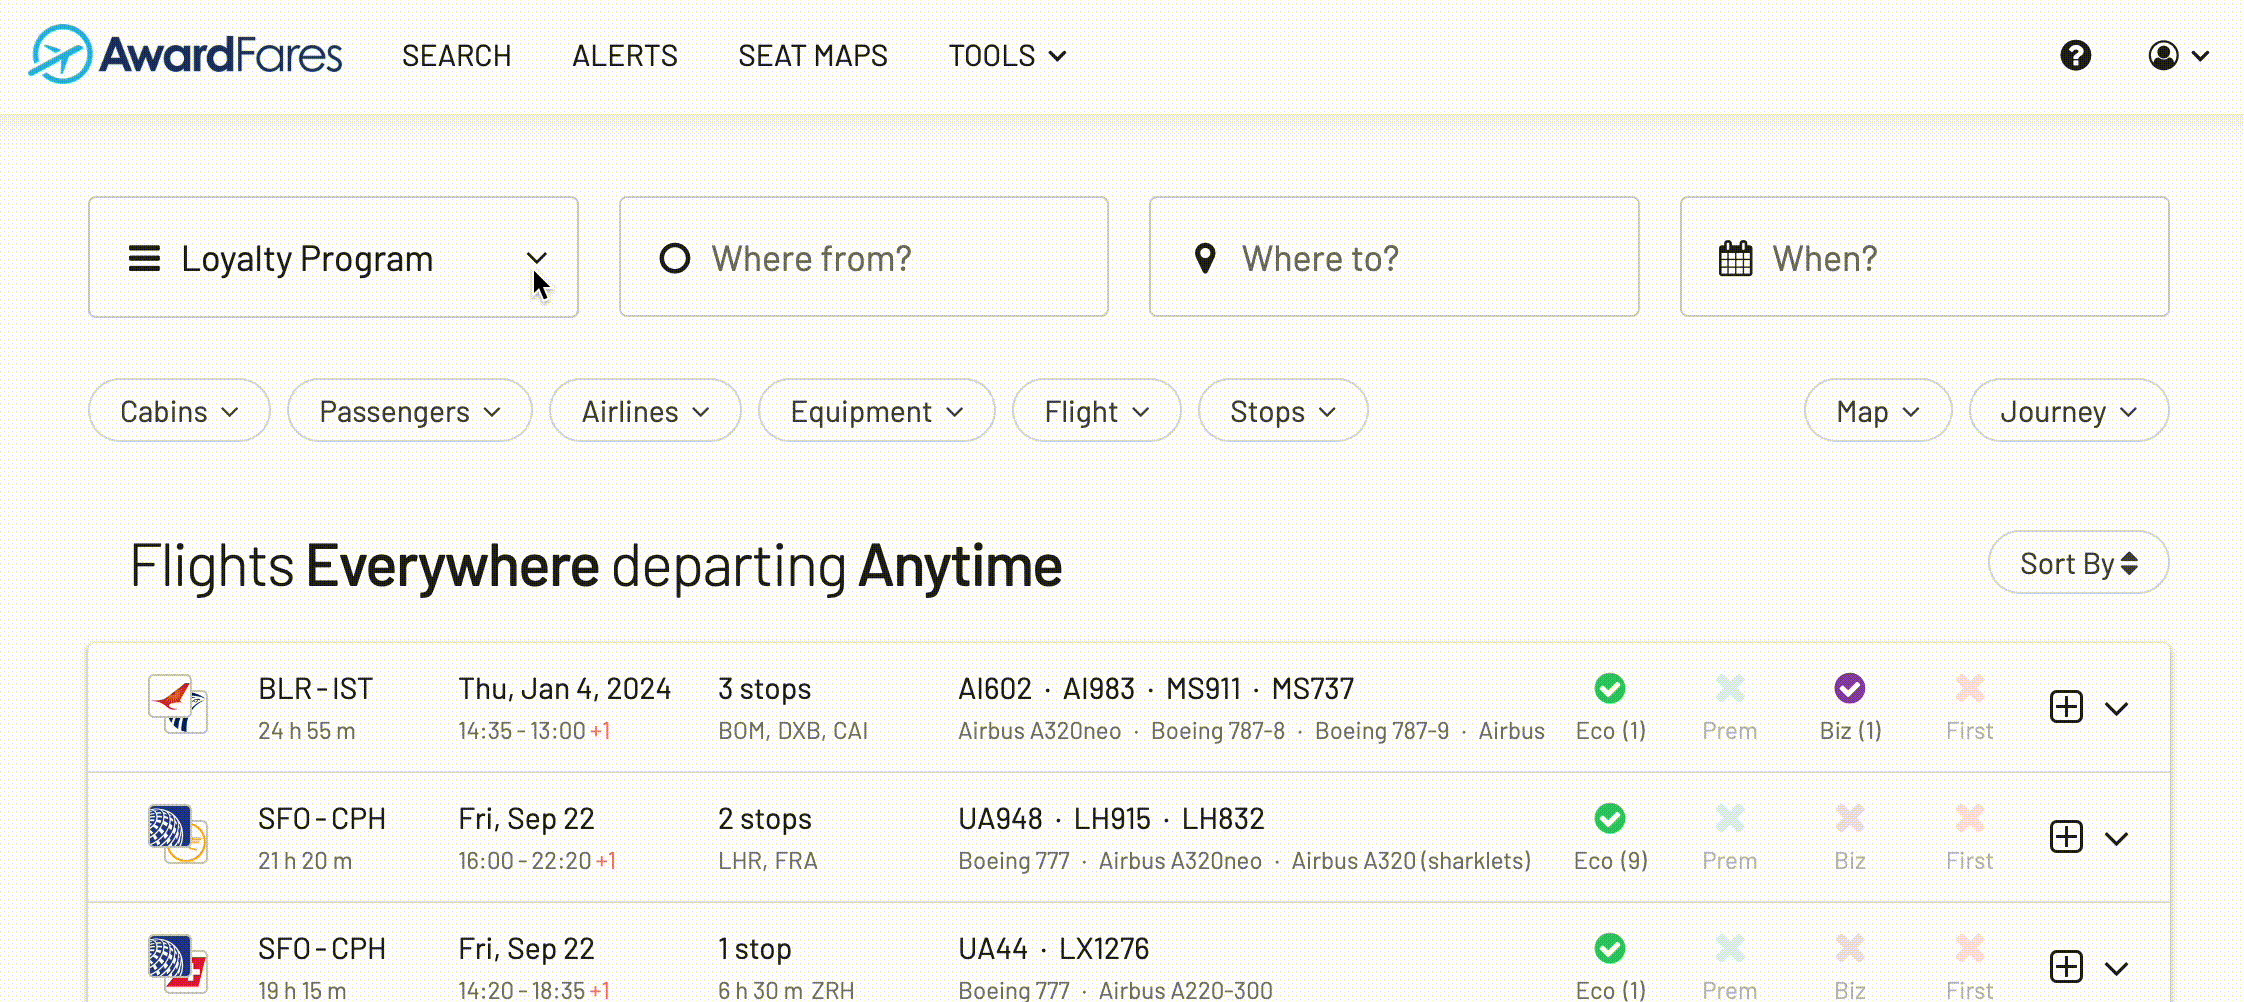 AwardFares SEARCH ALERTS SEAT MAPS TOOLS
Loyalty Program Where from? Where to? When?
Cabins Passengers Airlines Equipment Flight Stops Map Journey
Flights Everywhere departing Anytime Sort By
BLR - IST Thu, Jan 4, 2024 3 stops AI602 · AI983 · MS911 · MS737
24 h 55 m 14:35 - 13:00 +1 BOM, DXB, CAI Airbus A320neo · Boeing 787-8 · Boeing 787-9 · Airbus Eco (1) Prem Biz (1) First
SFO - CPH Fri, Sep 22 2 stops UA948 · LH915 · LH832
21 h 20 m 16:00 - 22:20 +1 LHR, FRA Boeing 777 · Airbus A320neo · Airbus A320 (sharklets) Eco (9) Prem Biz First
SFO - CPH Fri, Sep 22 1 stop UA44 · LX1276
19 h 15 m 14:20 - 18:35 +1 6 h 30 m ZRH Boeing 777 · Airbus A220-300 Eco (1) Prem Biz First